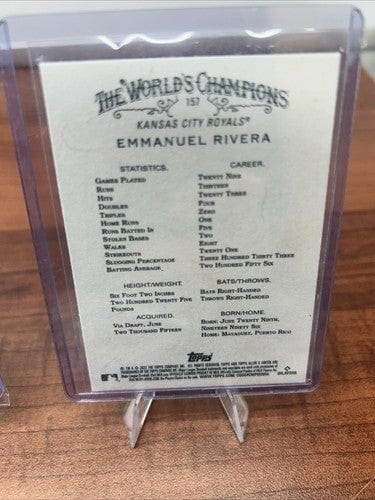 THE WORLD'S CHAMPIONS
157
KANSAS CITY ROYALS®
EMMANUEL RIVERA
STATISTICS. CAREER.
GAMES PLAYED TWENTY NINE
RUNS THIRTEEN
HITS TWENTY THREE
DOUBLES FOUR
TRIPLES ZERO
HOME RUNS ONE
RUNS BATTED IN FIVE
STOLEN BASES TWO
WALKS EIGHT
STRIKEOUTS TWENTY ONE
SLUGGING PERCENTAGE THREE HUNDRED THIRTY THREE
BATTING AVERAGE TWO HUNDRED FIFTY SIX
HEIGHT/WEIGHT. BATS/THROWS.
SIX FOOT TWO INCHES BATS RIGHT-HANDED
TWO HUNDRED TWENTY FIVE THROWS RIGHT-HANDED
POUNDS
ACQUIRED. BORN/HOME.
VIA DRAFT, JUNE BORN: JUNE TWENTY NINTH,
TWO THOUSAND FIFTEEN NINETEEN NINETY SIX
HOME: MAYAGUEZ, PUERTO RICO
TOPPS